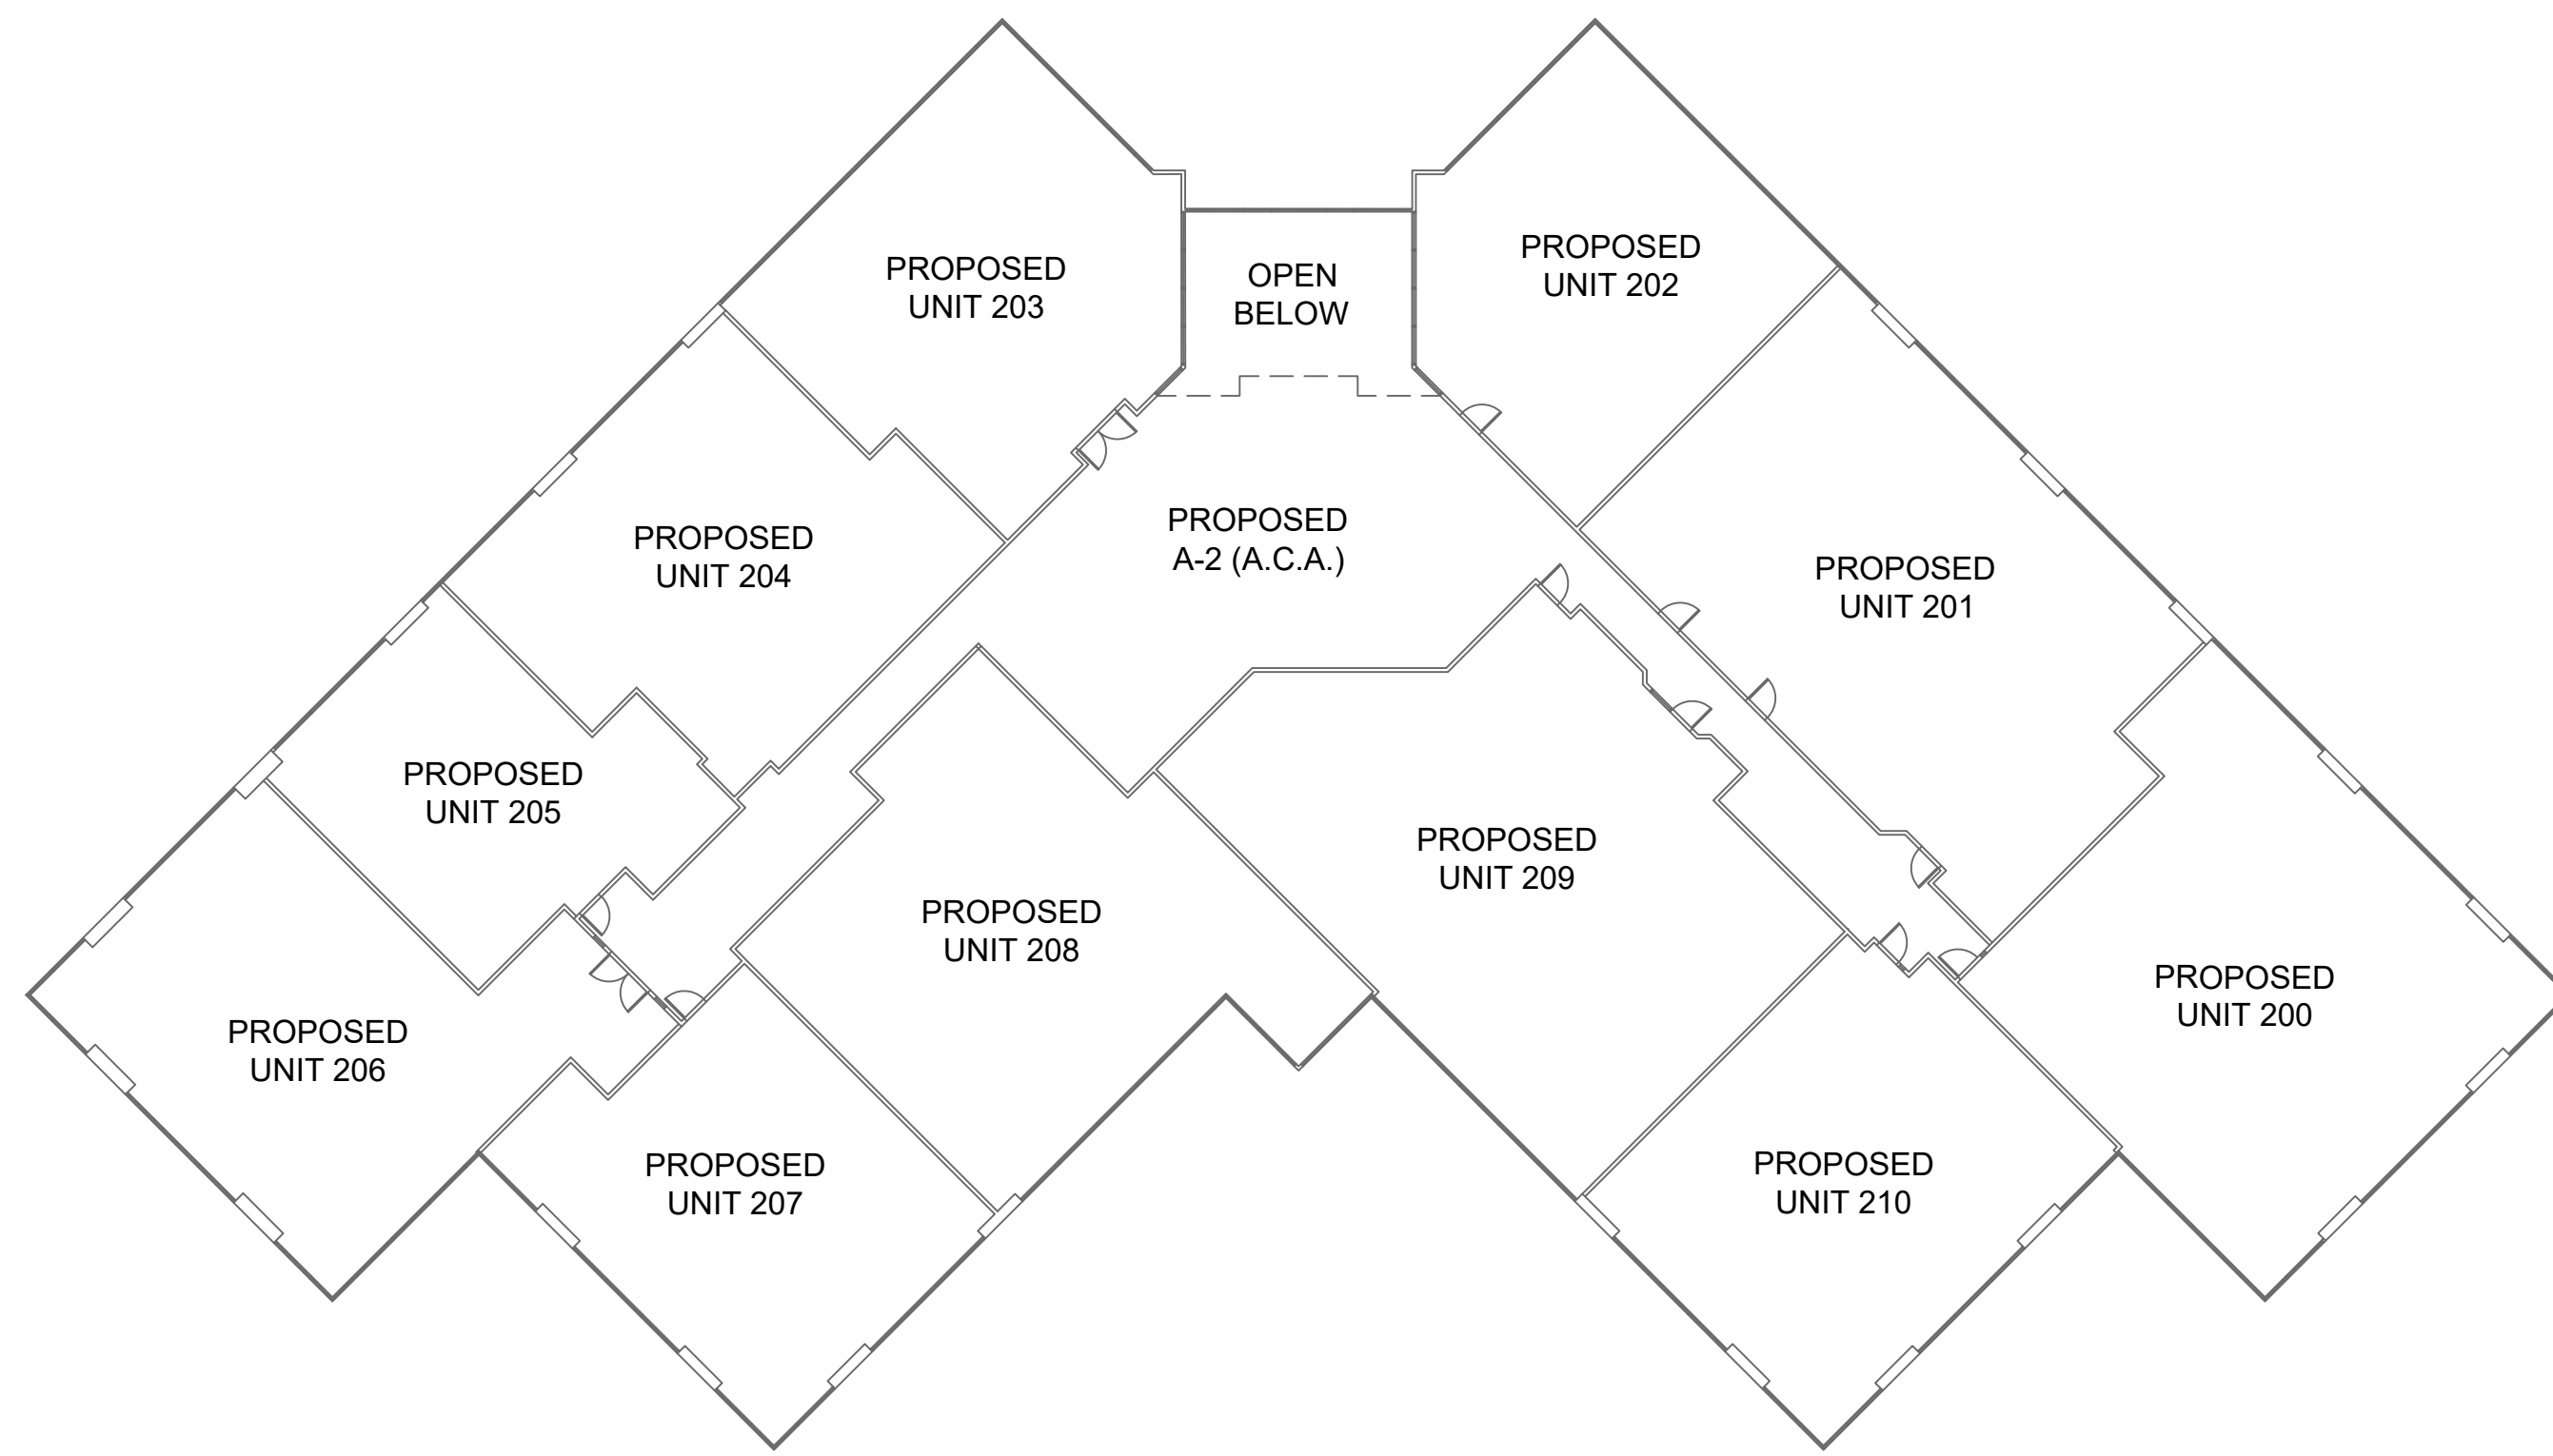 PROPOSED
UNIT 202
PROPOSED
UNIT 203
OPEN
BELOW
PROPOSED
A-2 (A.C.A.)
PROPOSED
UNIT 204
PROPOSED
UNIT 201
PROPOSED
UNIT 205
PROPOSED
UNIT 209
PROPOSED
UNIT 208
PROPOSED
UNIT 200
PROPOSED
UNIT 206
PROPOSED
UNIT 207
PROPOSED
UNIT 210